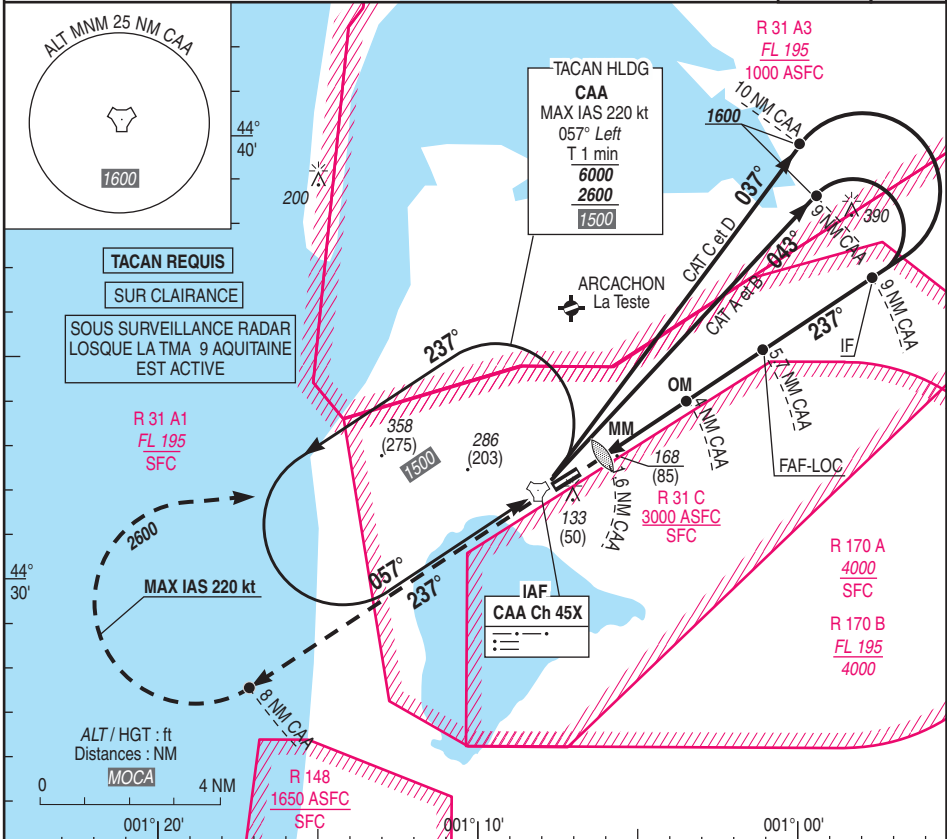 ALT MNM 25 NM CAA
1600
44°
40'
200
TACAN REQUIS
SUR CLAIRANCE
SOUS SURVEILLANCE RADAR
LOSQUE LA TMA 9 AQUITAINE
EST ACTIVE
TACAN HLDG
CAA
MAX IAS 220 kt
057° Left
T 1 min
6000
2600
1500
R 31 A3
FL 195
1000 ASFC
10 NM CAA
1600
037°
CAT C et D
9 NM CAA
390
043°
CAT A et B
ARCACHON
La Teste
237°
9 NM CAA
IF
5.7 NM CAA
FAF-LOC
OM
4 NM CAA
MM
.6 NM CAA
168
(85)
133
(50)
237°
R 31 A1
FL 195
SFC
358
(275)
1500
286
(203)
R 31 C
3000 ASFC
SFC
R 170 A
4000
SFC
R 170 B
FL 195
4000
2600
MAX IAS 220 kt
057°
237°
IAF
CAA Ch 45X
44°
30'
8 NM CAA
ALT / HGT : ft
Distances : NM
MOCA
0 4 NM
R 148
1650 ASFC
SFC
001° 20'
001° 10'
001° 00'